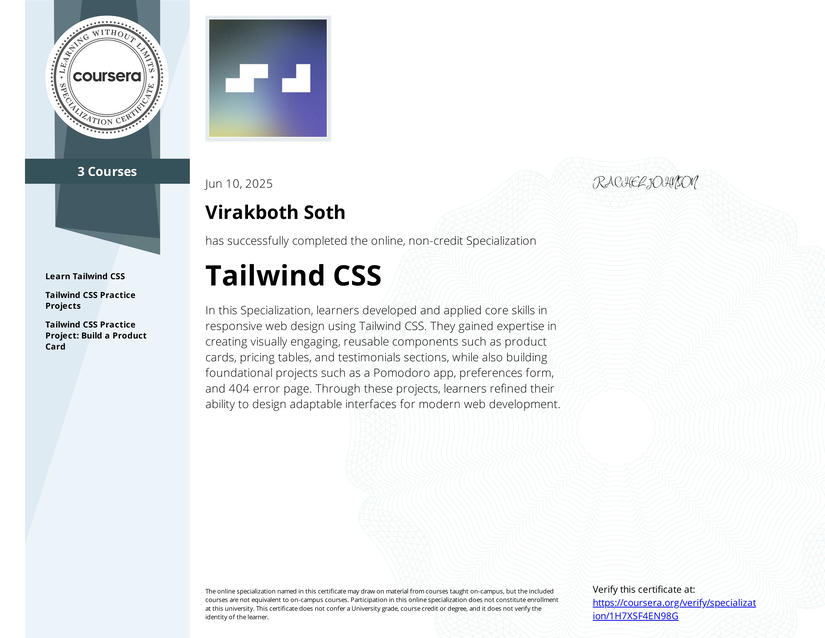 LEARNING WITHOUT LIMITS
coursera
SPECIALIZATION CERTIFICATE
3 Courses
Learn Tailwind CSS
Tailwind CSS Practice
Projects
Tailwind CSS Practice
Project: Build a Product
Card
Jun 10, 2025
RACHEL JOHNSON
Virakboth Soth
has successfully completed the online, non-credit Specialization
Tailwind CSS
In this Specialization, learners developed and applied core skills in
responsive web design using Tailwind CSS. They gained expertise in
creating visually engaging, reusable components such as product
cards, pricing tables, and testimonials sections, while also building
foundational projects such as a Pomodoro app, preferences form,
and 404 error page. Through these projects, learners refined their
ability to design adaptable interfaces for modern web development.
The online specialization named in this certificate may draw on material from courses taught on-campus, but the included
courses are not equivalent to on-campus courses. Participation in this online specialization does not constitute enrollment
at this university. This certificate does not confer a University grade, course credit or degree, and it does not verify the
identity of the learner.
Verify this certificate at:
https://coursera.org/verify/specializat
ion/1H7XSF4EN98G